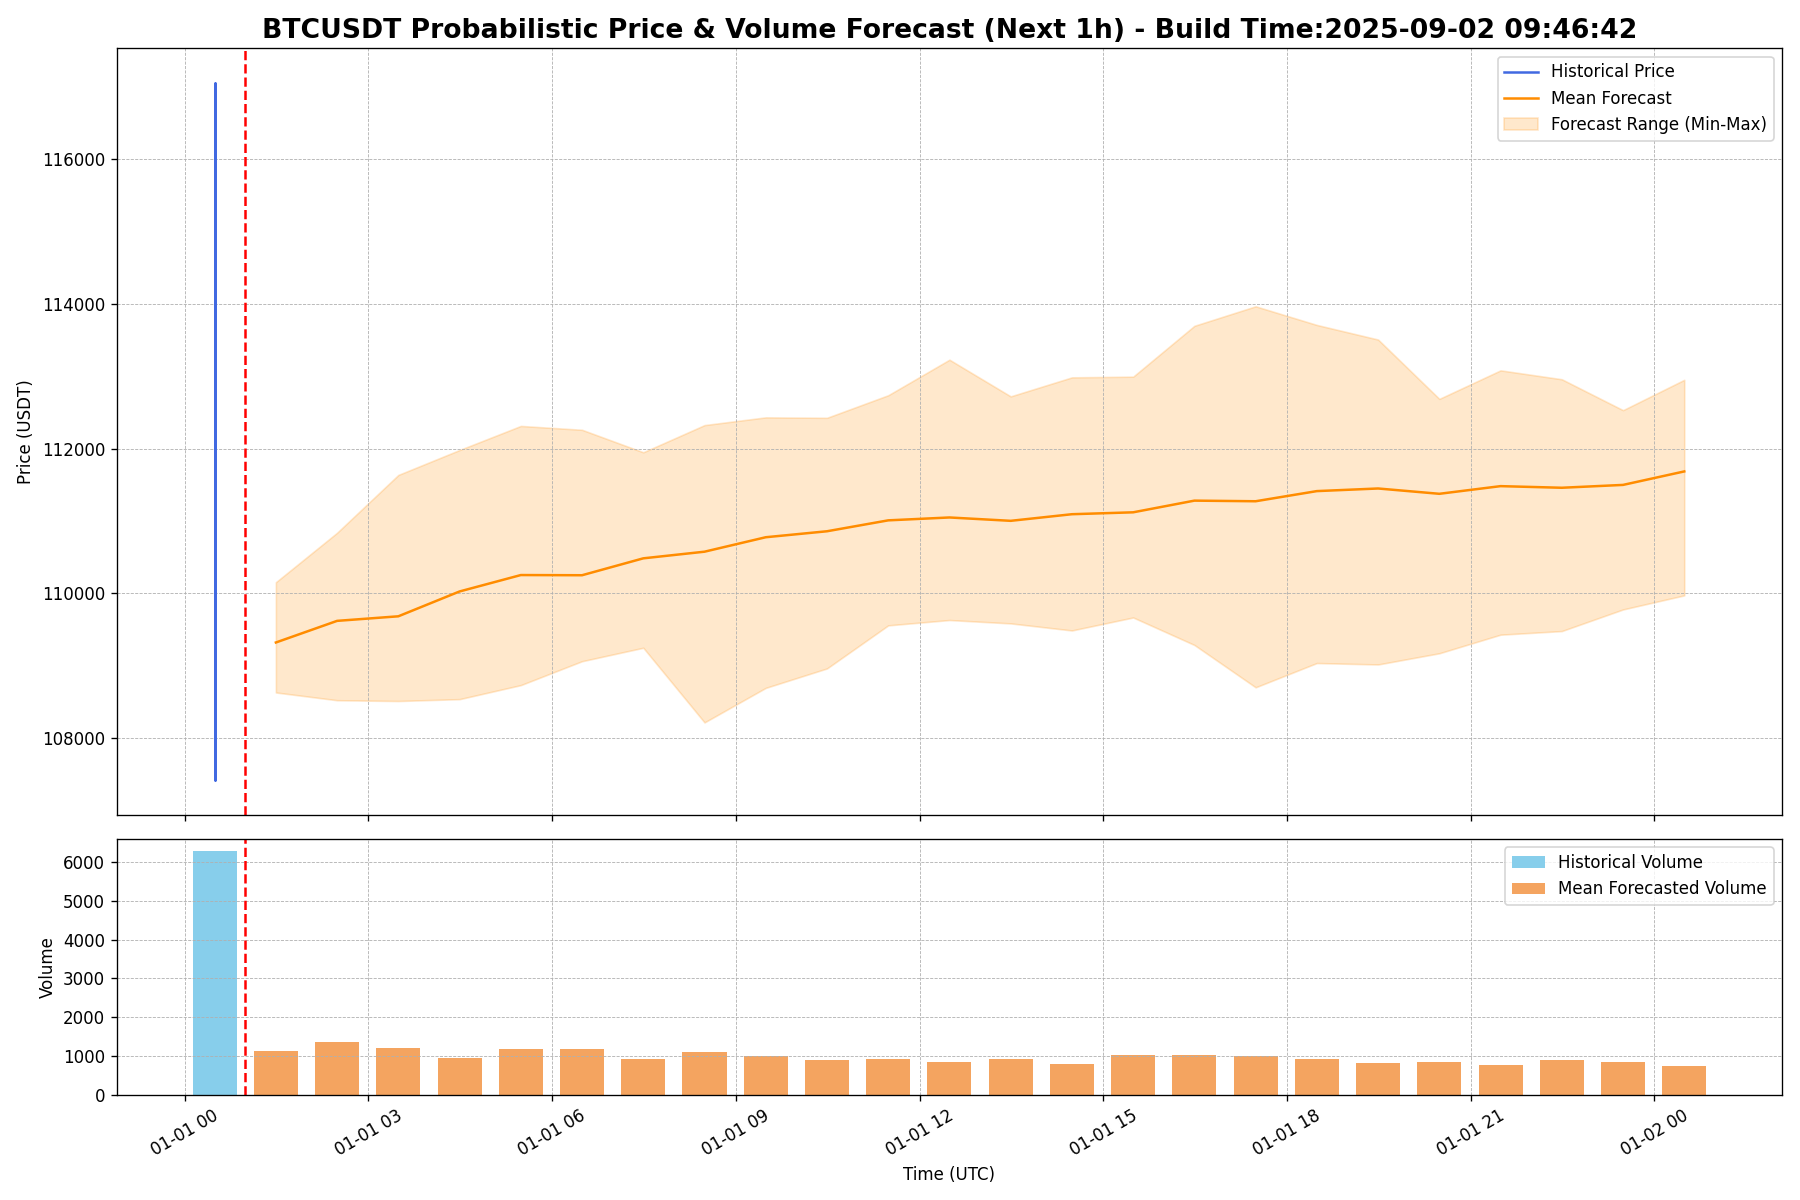 BTCUSDT Probabilistic Price & Volume Forecast (Next 1h) - Build Time:2025-09-02 09:46:42
Historical Price
Mean Forecast
Forecast Range (Min-Max)
116000
114000
112000
110000
108000
Price (USDT)
Historical Volume
Mean Forecasted Volume
6000
5000
4000
3000
2000
1000
0
Volume
01-01 00
01-01 03
01-01 06
01-01 09
01-01 12
01-01 15
01-01 18
01-01 21
01-02 00
Time (UTC)